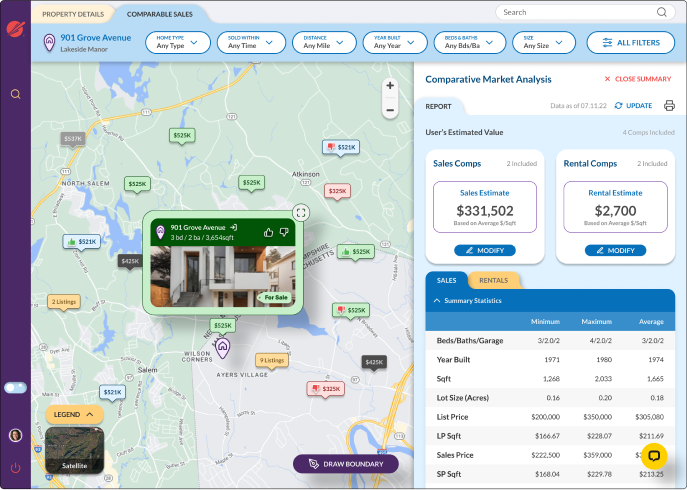 PROPERTY DETAILS
COMPARABLE SALES
Search
901 Grove Avenue
Lakeside Manor
HOME TYPE
Any Type
SOLD WITHIN
Any Time
DISTANCE
Any Mile
YEAR BUILT
Any Year
BEDS & BATHS
Any Bds/Ba
SIZE
Any Size
ALL FILTERS
$537K
$525K
$521K
Atkinson
NORTH SALEM
$525K
$525K
$325K
901 Grove Avenue
3 bd / 2 ba / 3,654sqft
For Sale
$521K
$425K
$525K
2 Listings
$525K
$525K
WILSON
CORNERS
9 Listings
$425K
Salem
AYERS VILLAGE
$521K
$325K
LEGEND
Satellite
DRAW BOUNDARY
Comparative Market Analysis
CLOSE SUMMARY
REPORT
Data as of 07.11.22
UPDATE
User's Estimated Value
4 Comps Included
Sales Comps
2 Included
Sales Estimate
$331,502
Based on Average $/Sqft
MODIFY
Rental Comps
2 Included
Rental Estimate
$2,700
Based on Average $/Sqft
MODIFY
SALES
RENTALS
Summary Statistics
Minimum Maximum Average
Beds/Baths/Garage 3/2.0/2 4/2.0/2 3/2.0/2
Year Built 1971 1980 1974
Sqft 1,268 2,033 1,665
Lot Size (Acres) 0.16 0.20 0.18
List Price $200,000 $350,000 $305,080
LP Sqft $166.67 $228.07 $211.69
Sales Price $222,500 $359,000
SP Sqft $168.04 $229.78 $213.25